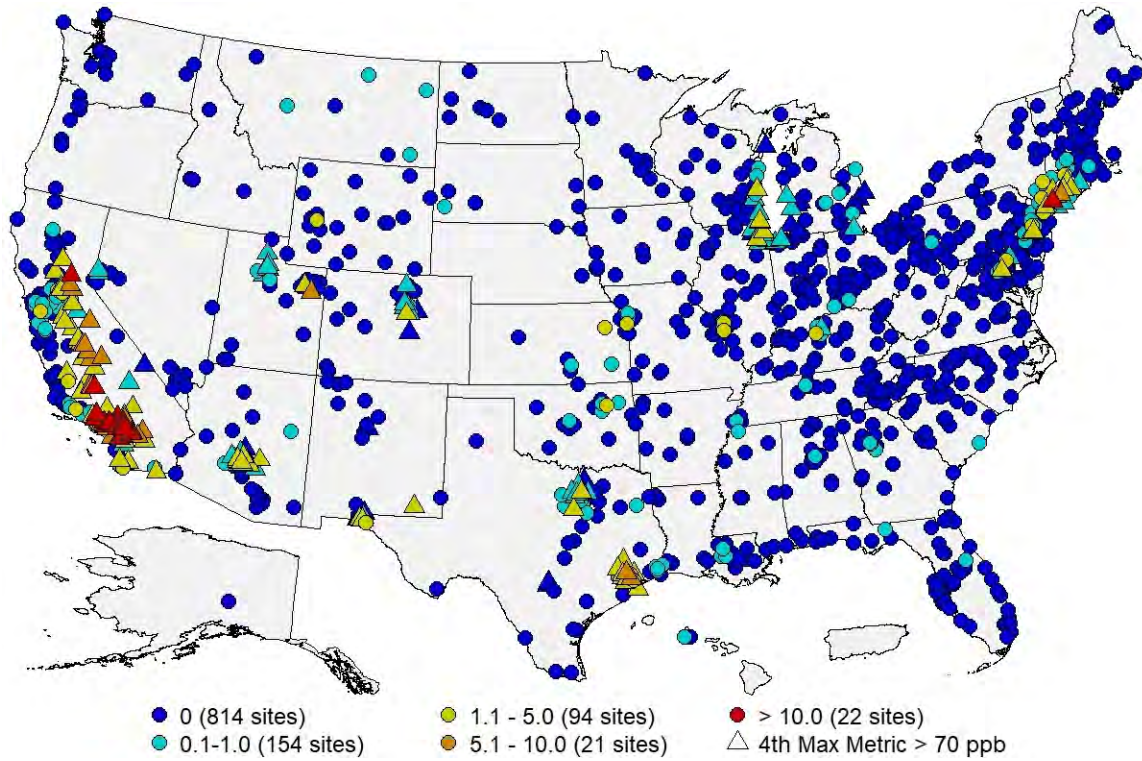 0 (814 sites)
1.1 - 5.0 (94 sites)
> 10.0 (22 sites)
0.1-1.0 (154 sites)
5.1 - 10.0 (21 sites)
4th Max Metric > 70 ppb